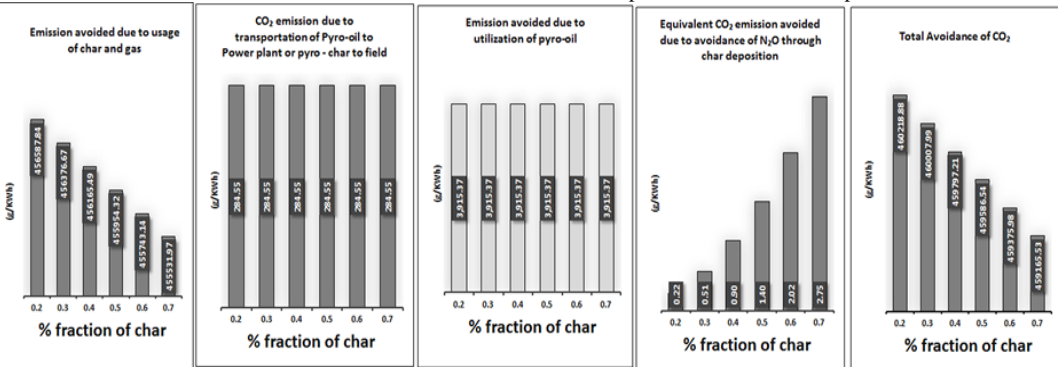 Emission avoided due to usage
of char and gas
(g/KWh)
456587.84
456376.67
456165.49
455954.32
455743.14
455531.97
0.2 0.3 0.4 0.5 0.6 0.7
% fraction of char
CO₂ emission due to
transportation of Pyro-oil to
Power plant or pyro - char to field
(g/KWh)
284.55
284.55
284.55
284.55
284.55
284.55
0.2 0.3 0.4 0.5 0.6 0.7
% fraction of char
Emission avoided due to
utilization of pyro-oil
(g/KWh)
3,915.37
3,915.37
3,915.37
3,915.37
3,915.37
3,915.37
0.2 0.3 0.4 0.5 0.6 0.7
% fraction of char
Equivalent CO₂ emission avoided
due to avoidance of N₂O through
char deposition
(g/KWh)
0.22
0.51
0.90
1.40
2.02
2.75
0.2 0.3 0.4 0.5 0.6 0.7
% fraction of char
Total Avoidance of CO₂
(g/KWh)
460218.88
460007.99
459797.21
459586.54
459375.98
459165.53
0.2 0.3 0.4 0.5 0.6 0.7
% fraction of char